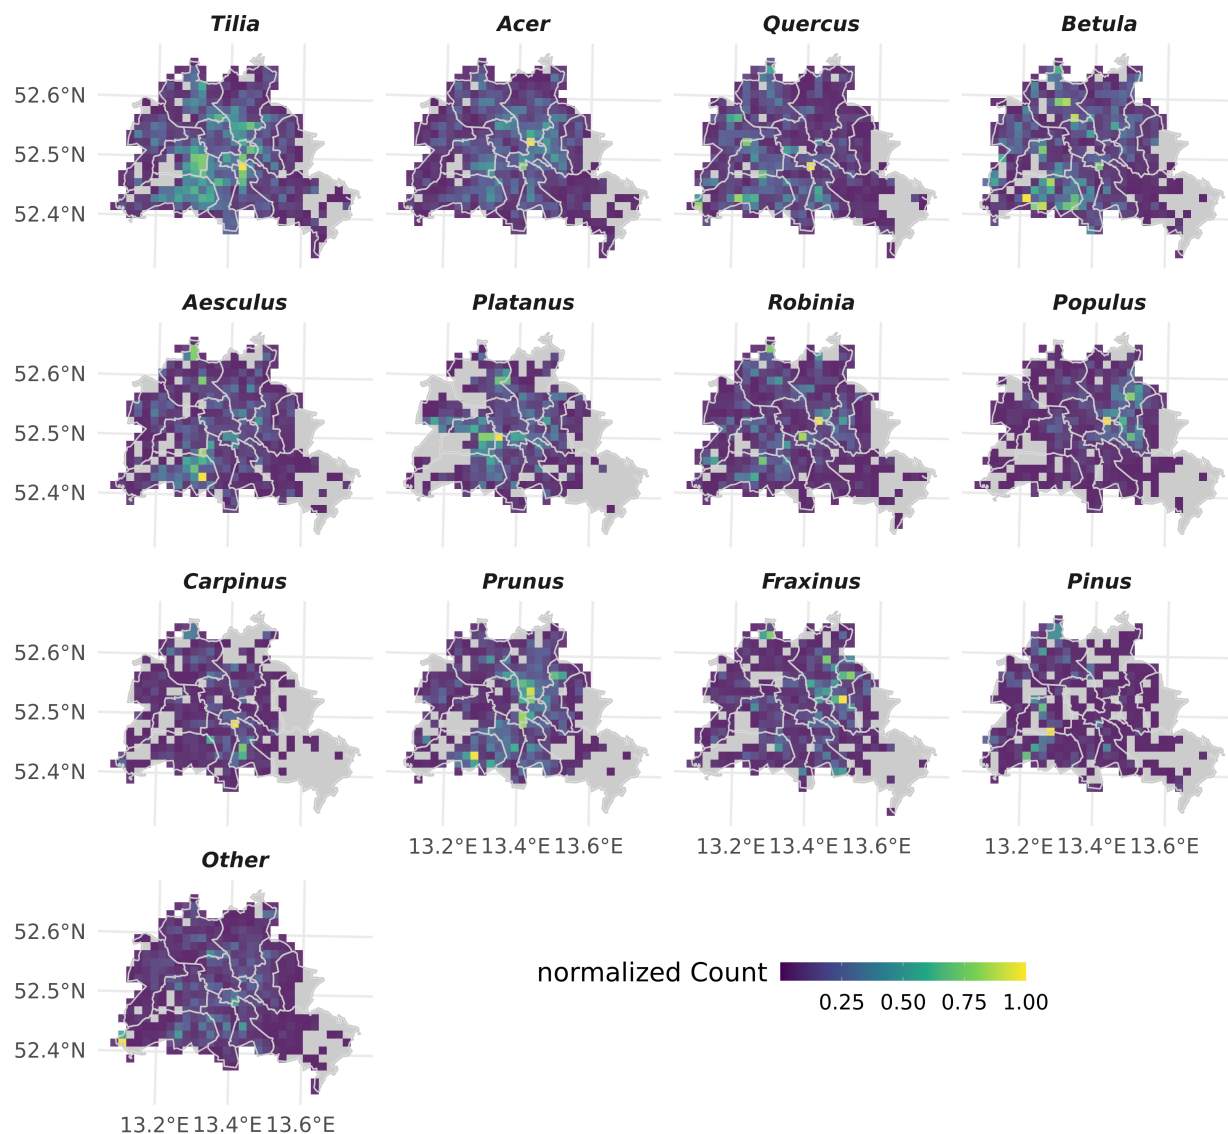 Tilia Acer Quercus Betula
52.6°N
52.5°N
52.4°N
Aesculus Platanus Robinia Populus
52.6°N
52.5°N
52.4°N
Carpinus Prunus Fraxinus Pinus
52.6°N
52.5°N
52.4°N
13.2°E 13.4°E 13.6°E 13.2°E 13.4°E 13.6°E 13.2°E 13.4°E 13.6°E
Other
52.6°N
52.5°N
52.4°N
13.2°E 13.4°E 13.6°E
normalized Count
0.25 0.50 0.75 1.00